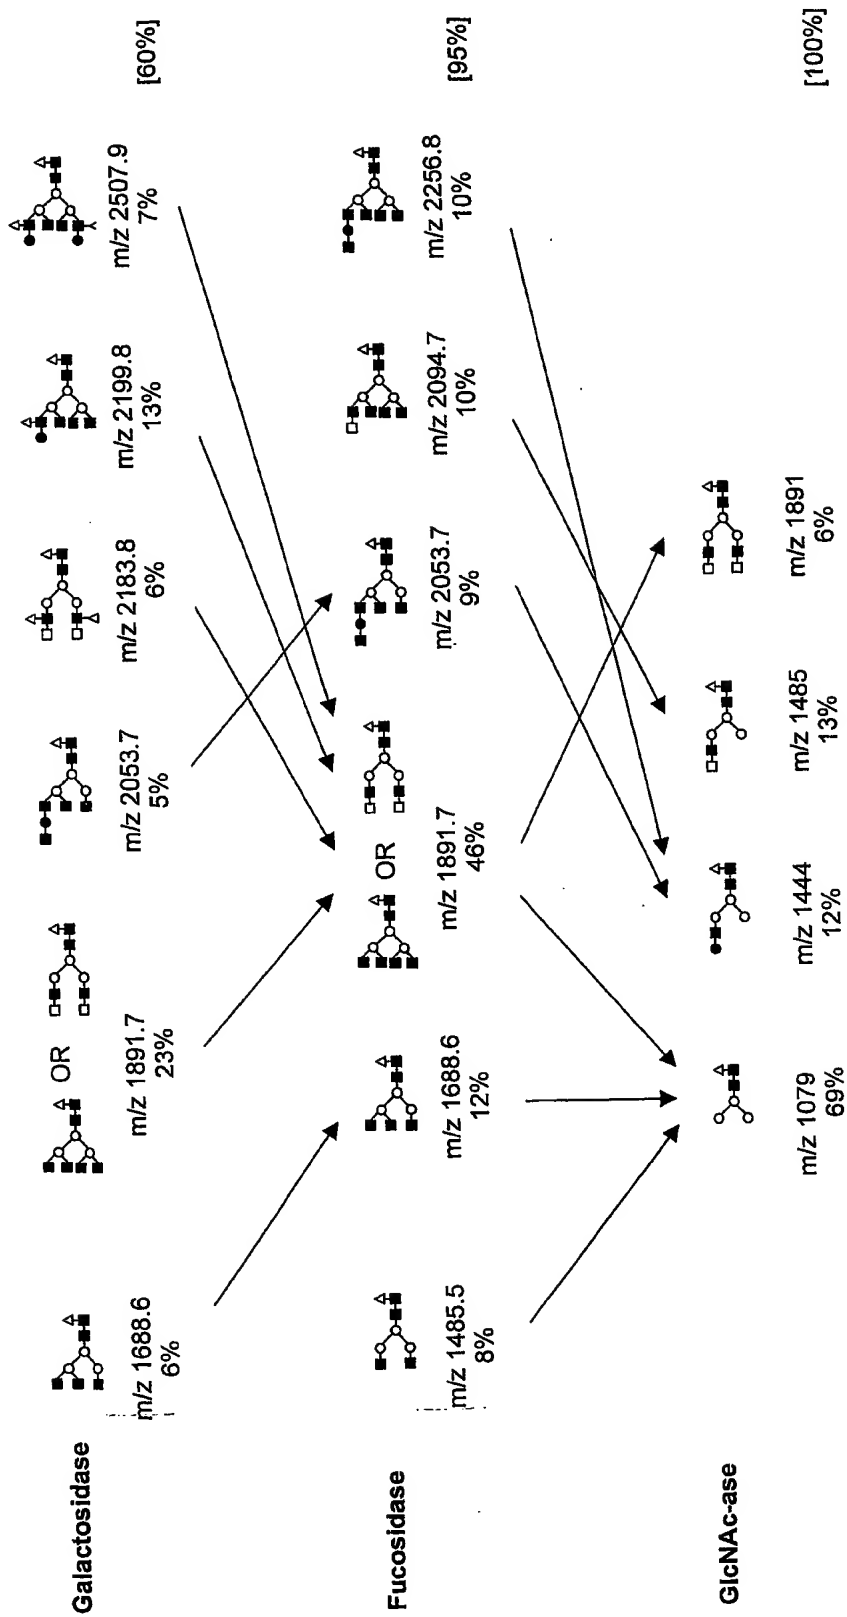 Galactosidase
OR
m/z 1688.6
6%
m/z 1891.7
23%
m/z 2053.7
5%
m/z 2183.8
6%
m/z 2199.8
13%
m/z 2507.9
7%
[60%]
Fucosidase
OR
m/z 1485.5
8%
m/z 1688.6
12%
m/z 1891.7
46%
m/z 2053.7
9%
m/z 2094.7
10%
m/z 2256.8
10%
[95%]
GlcNAc-ase
m/z 1079
69%
m/z 1444
12%
m/z 1485
13%
m/z 1891
6%
[100%]